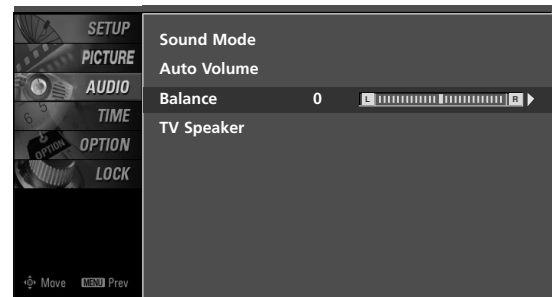 SETUP
PICTURE
AUDIO
TIME
OPTION
LOCK
Move MENU Prev
Sound Mode
Auto Volume
Balance 0 L R
TV Speaker